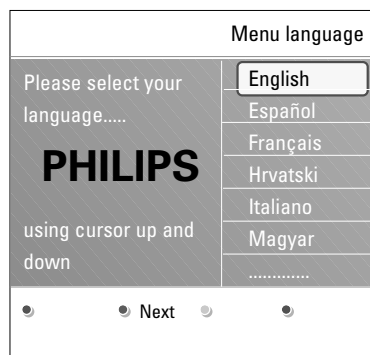 Menu language
Please select your
language.....
PHILIPS
using cursor up and
down
English
Español
Français
Hrvatski
Italiano
Magyar
.............
Next